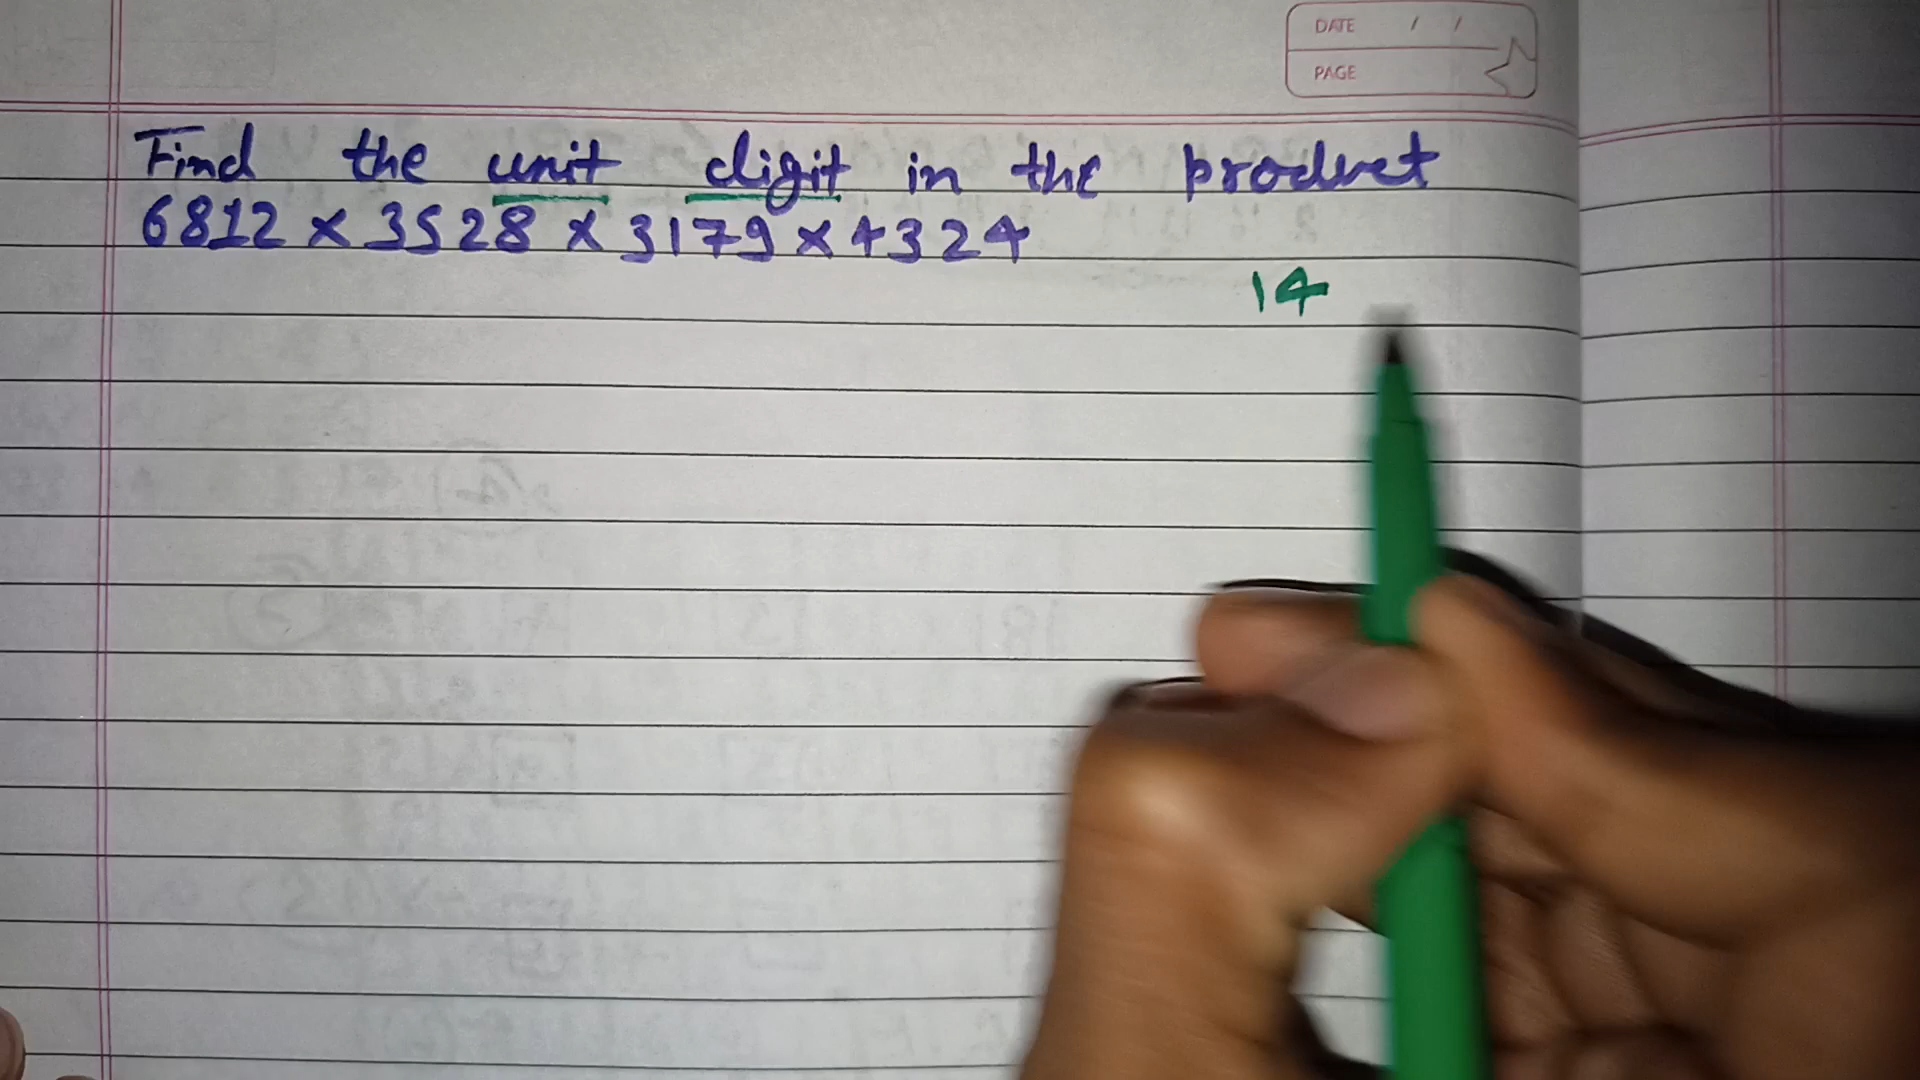 DATE / /
PAGE
Find the unit digit in the product
6812 x 3528 x 3179 x 4324
14